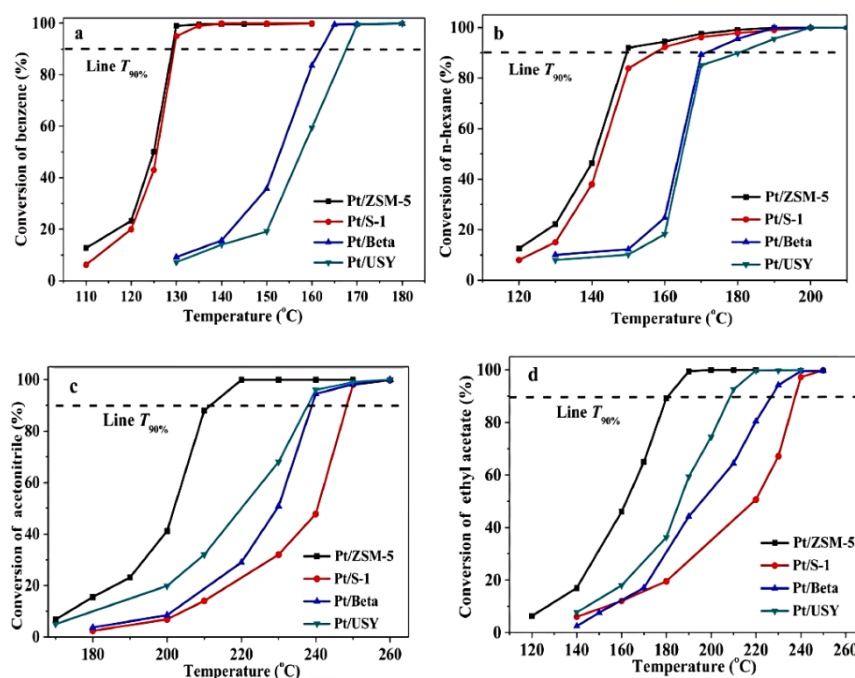 a
Line T90%
Conversion of benzene (%)
100
80
60
40
20
0
Pt/ZSM-5
Pt/S-1
Pt/Beta
Pt/USY
110 120 130 140 150 160 170 180
Temperature (oC)
b
Line T90%
Conversion of n-hexane (%)
100
80
60
40
20
0
Pt/ZSM-5
Pt/S-1
Pt/Beta
Pt/USY
120 140 160 180 200
Temperature (oC)
c
Line T90%
Conversion of acetonitrile (%)
100
80
60
40
20
0
Pt/ZSM-5
Pt/S-1
Pt/Beta
Pt/USY
180 200 220 240 260
Temperature (oC)
d
Line T90%
Conversion of ethyl acetate (%)
100
80
60
40
20
0
Pt/ZSM-5
Pt/S-1
Pt/Beta
Pt/USY
120 140 160 180 200 220 240 260
Temperature (oC)